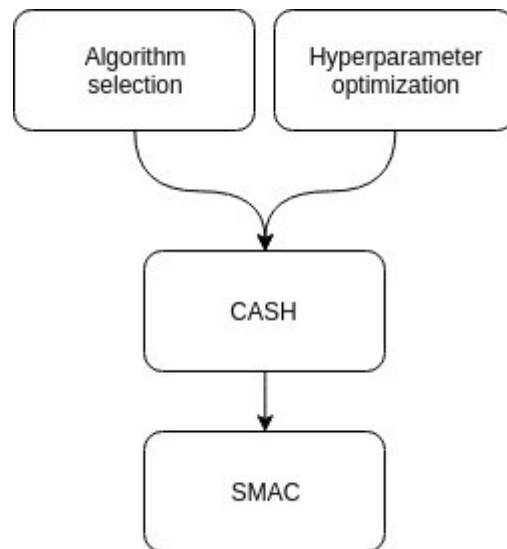 Algorithm
selection
Hyperparameter
optimization
CASH
SMAC